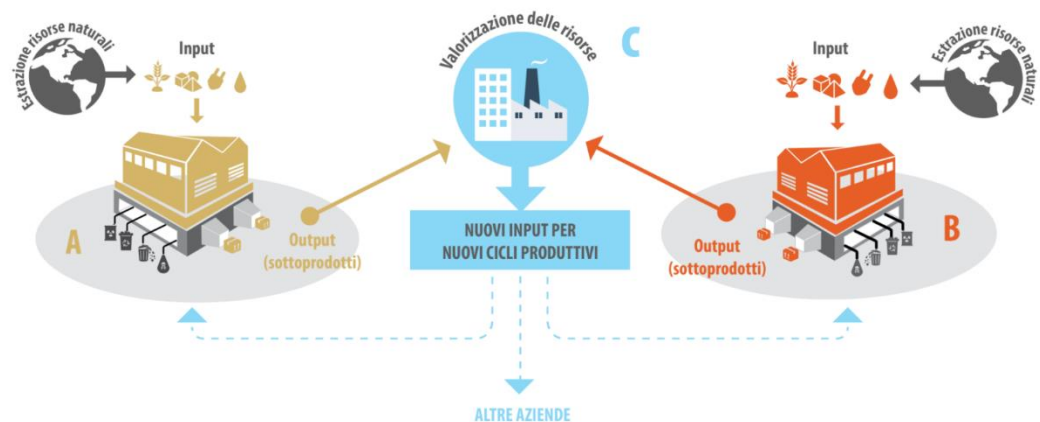 Estrazione risorse naturali
Input
Valorizzazione delle risorse
C
Input
Estrazione risorse naturali
A
Output
(sottoprodotti)
NUOVI INPUT PER
NUOVI CICLI PRODUTTIVI
Output
(sottoprodotti)
B
ALTRE AZIENDE